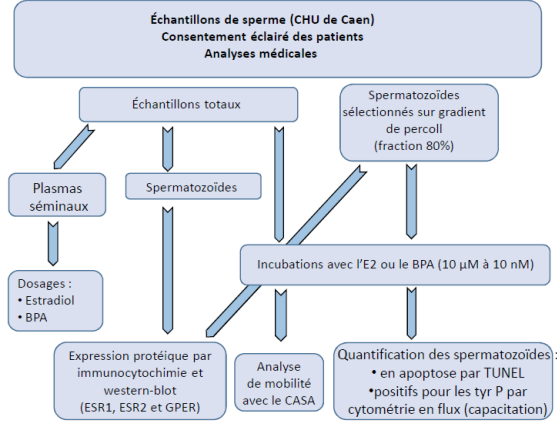 Échantillons de sperme (CHU de Caen)
Consentement éclairé des patients
Analyses médicales
Échantillons totaux
Spermatozoïdes
sélectionnés sur gradient
de percoll
(fraction 80%)
Plasmas
séminaux
Spermatozoïdes
Incubations avec l'E2 ou le BPA (10 µM à 10 nM)
Dosages :
• Estradiol
• BPA
Expression protéique par
immunocytochimie et
western-blot
(ESR1, ESR2 et GPER)
Analyse
de mobilité
avec le CASA
Quantification des spermatozoïdes :
• en apoptose par TUNEL
•positifs pour les tyr P par
cytométrie en flux (capacitation)